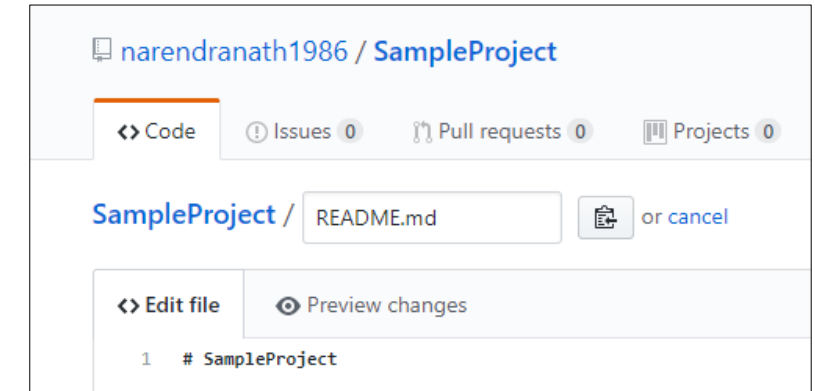 narendranath1986 / SampleProject
<> Code Issues 0 Pull requests 0 Projects 0
SampleProject / README.md or cancel
<> Edit file Preview changes
1 # SampleProject